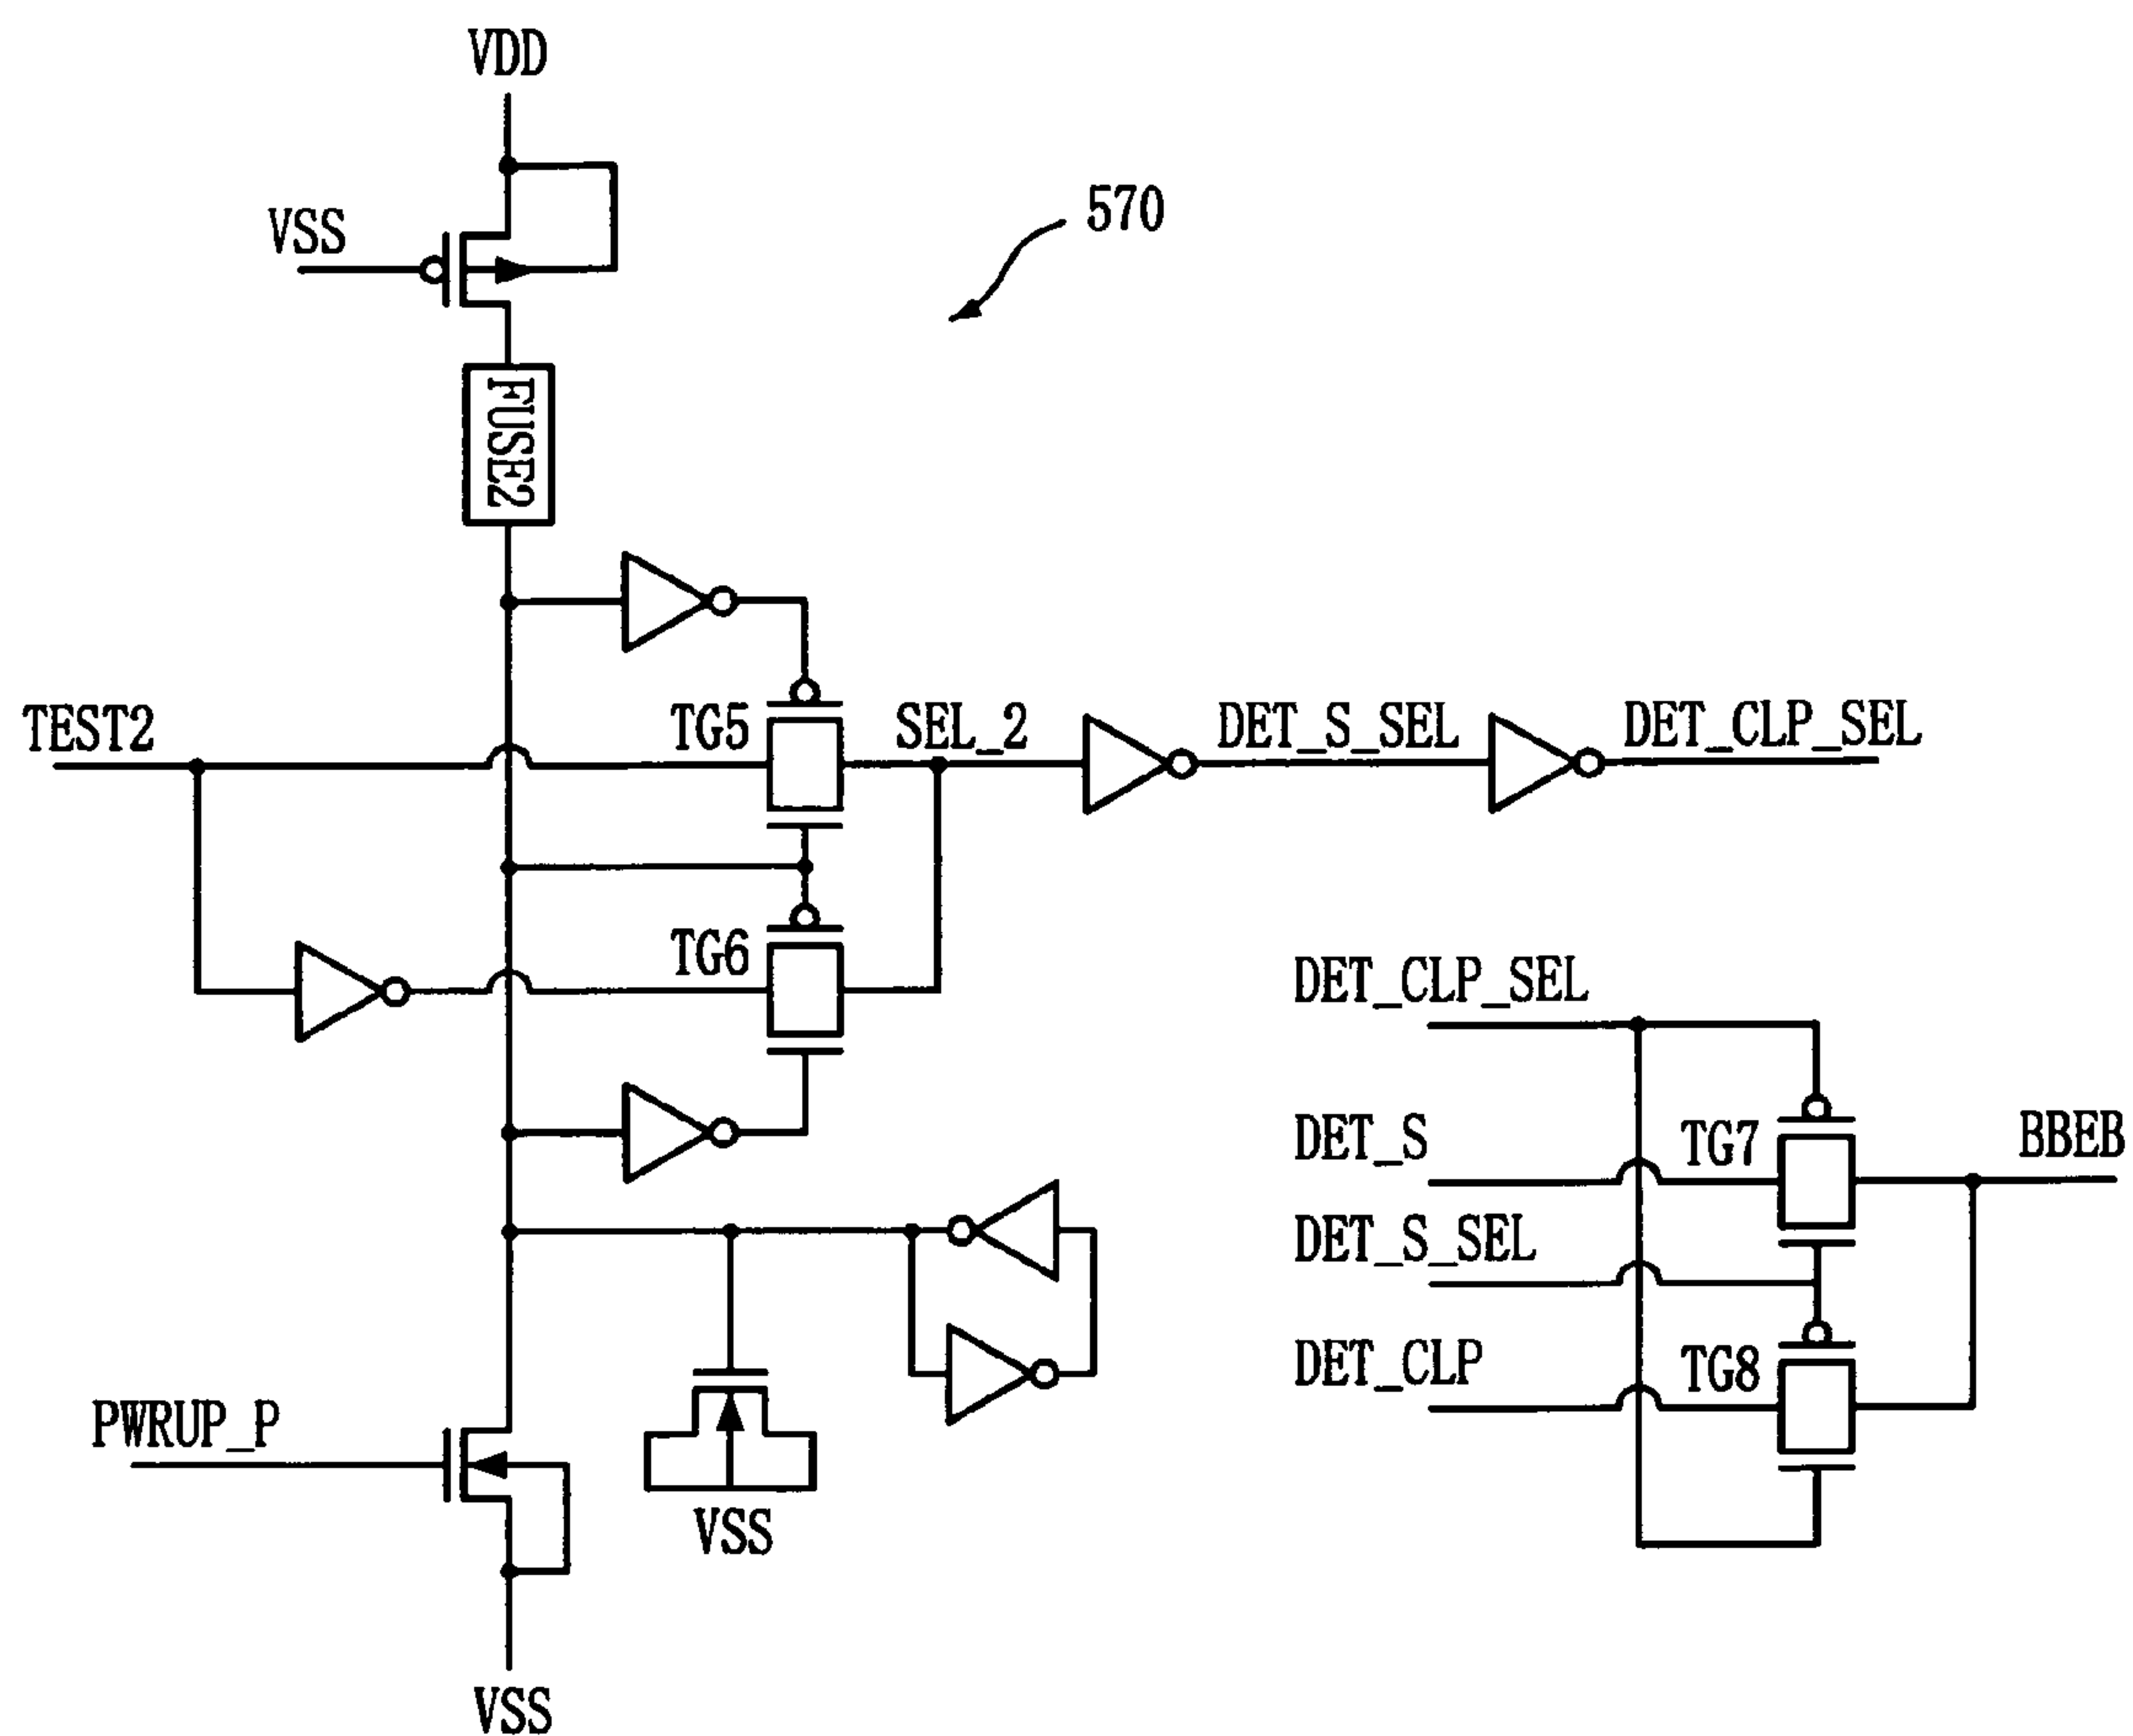 VDD
VSS
570
FUSE2
TEST2
TG5
SEL_2
DET_S_SEL
DET_CLP_SEL
TG6
DET_CLP_SEL
DET_S
TG7
BBEB
DET_S_SEL
DET_CLP
TG8
PWRUP_P
VSS
VSS